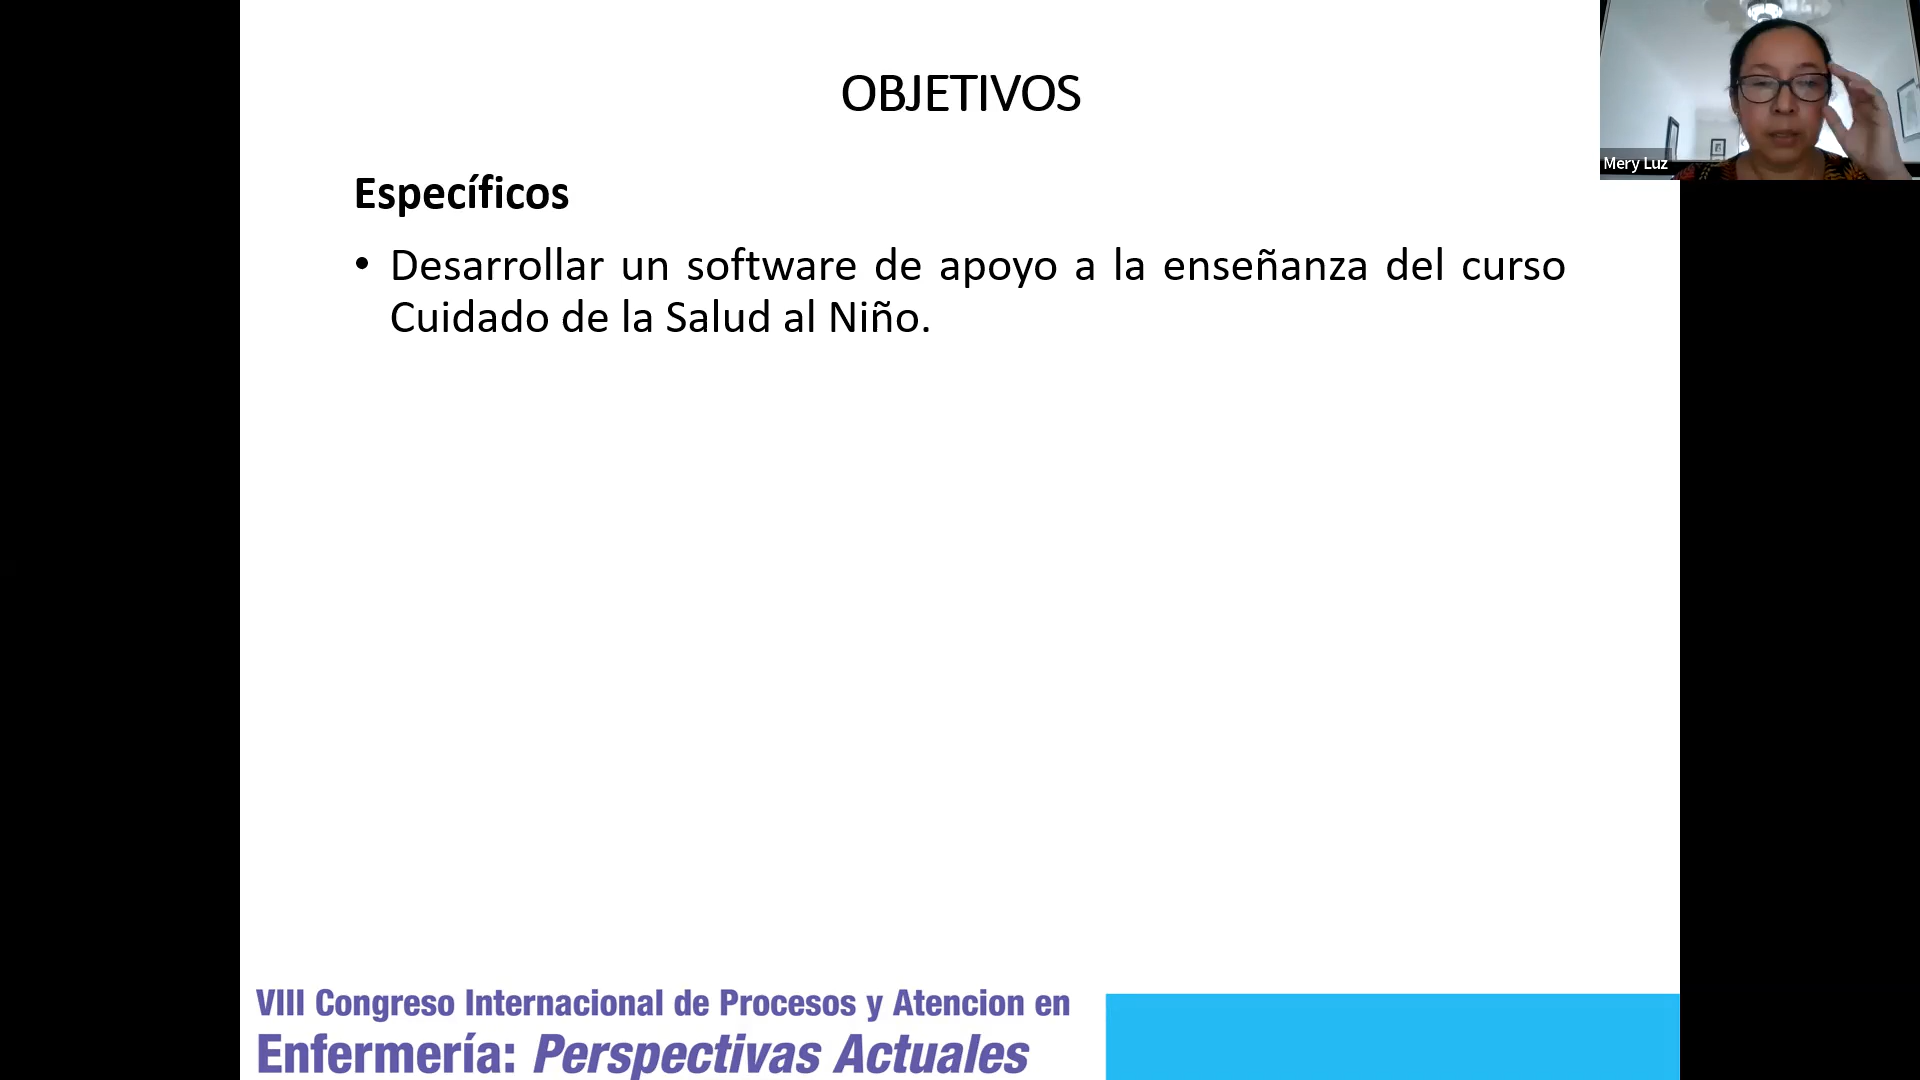 OBJETIVOS
Mery Luz
Específicos
• Desarrollar un software de apoyo a la enseñanza del curso
Cuidado de la Salud al Niño.
VIII Congreso Internacional de Procesos y Atencion en
Enfermería: Perspectivas Actuales